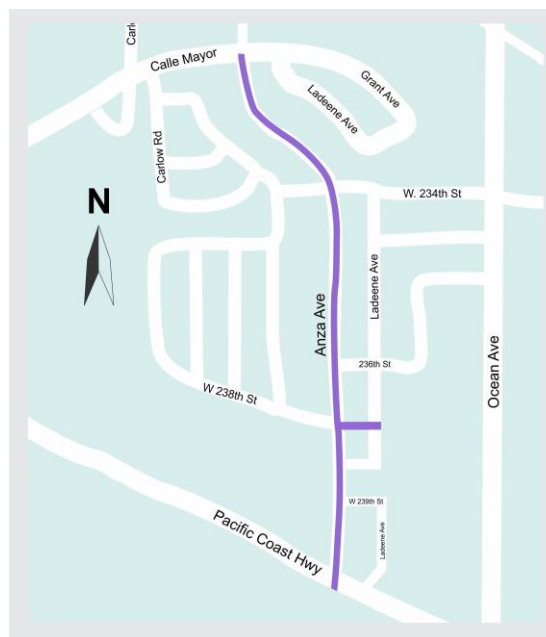 Carl
Calle Mayor
Grant Ave
Ladeene Ave
Carlow Rd
N
W. 234th St
Ladeene Ave
Anza Ave
Ocean Ave
236th St
W 238th St
W 239th St
Pacific Coast Hwy
Ladeene Ave